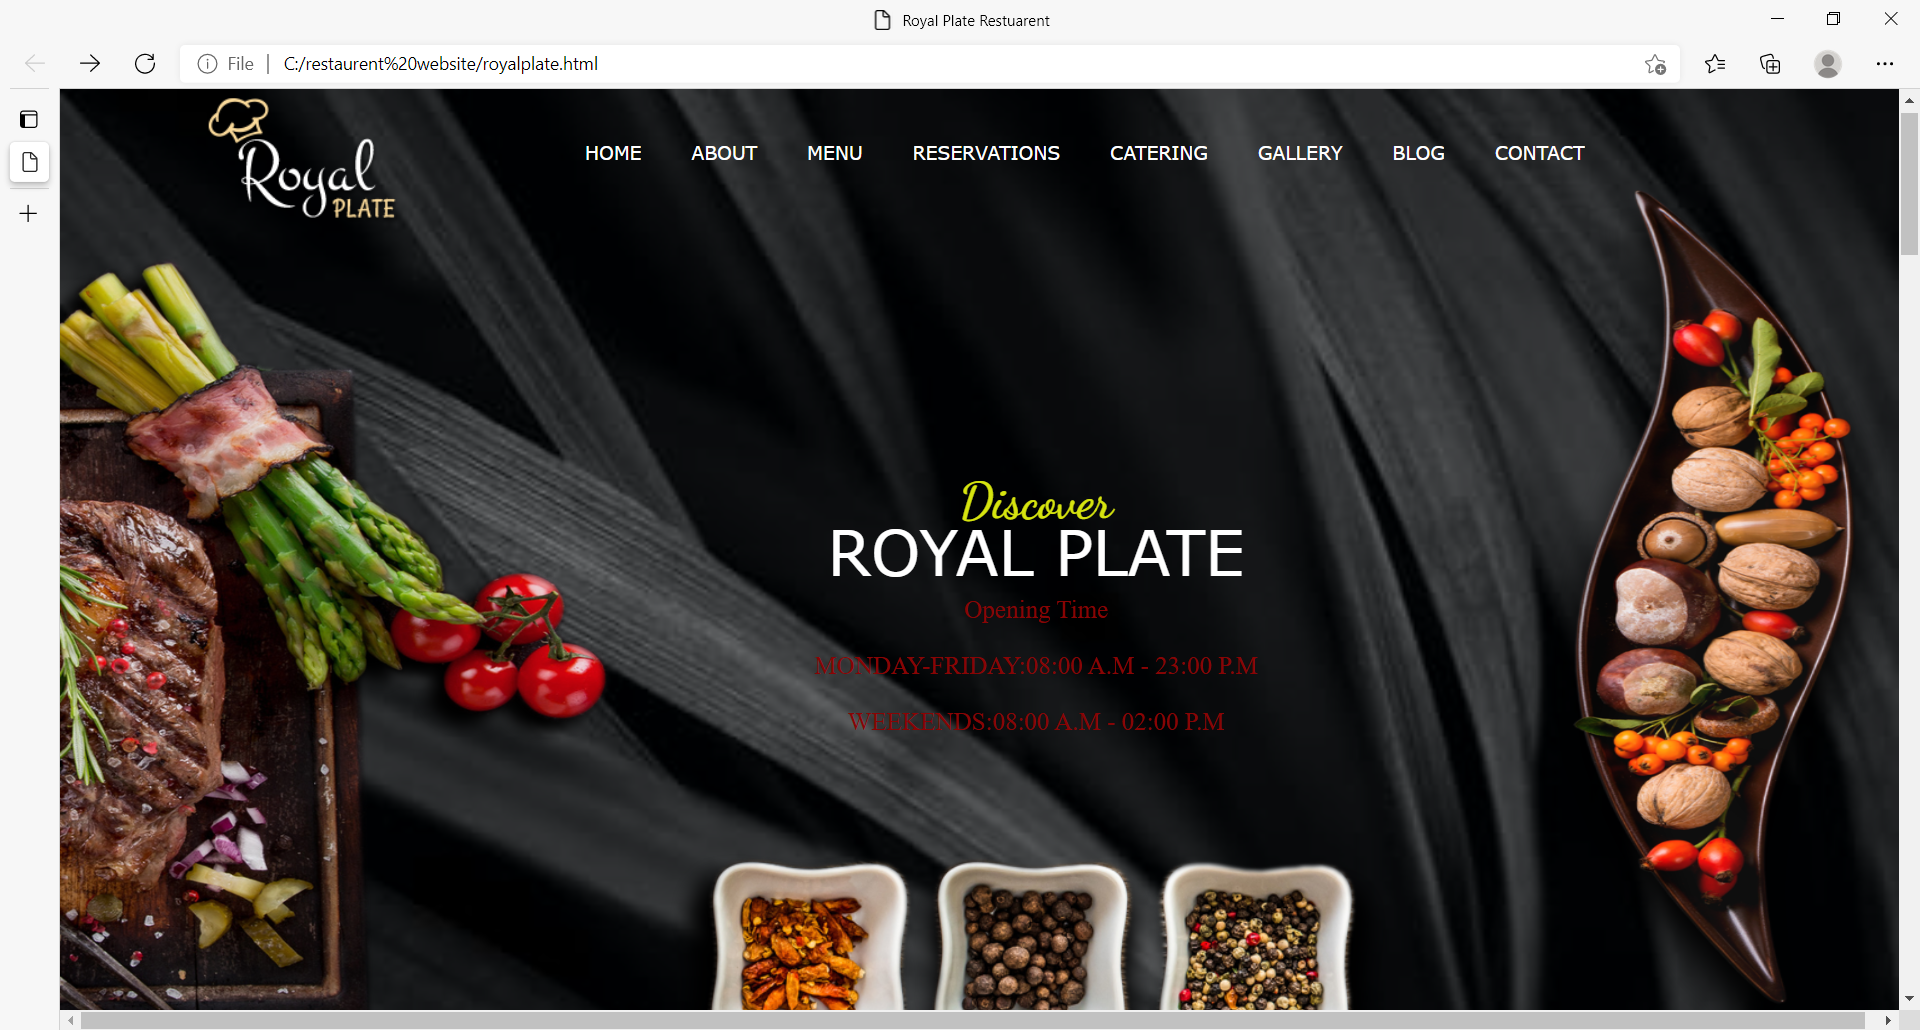 Royal Plate Restuarent
File
C:/restaurent%20website/royalplate.html
Royal
PLATE
HOME ABOUT MENU RESERVATIONS CATERING GALLERY BLOG CONTACT
Discover
ROYAL PLATE
Opening Time
MONDAY-FRIDAY:08:00 A.M - 23:00 P.M
WEEKENDS:08:00 A.M - 02:00 P.M